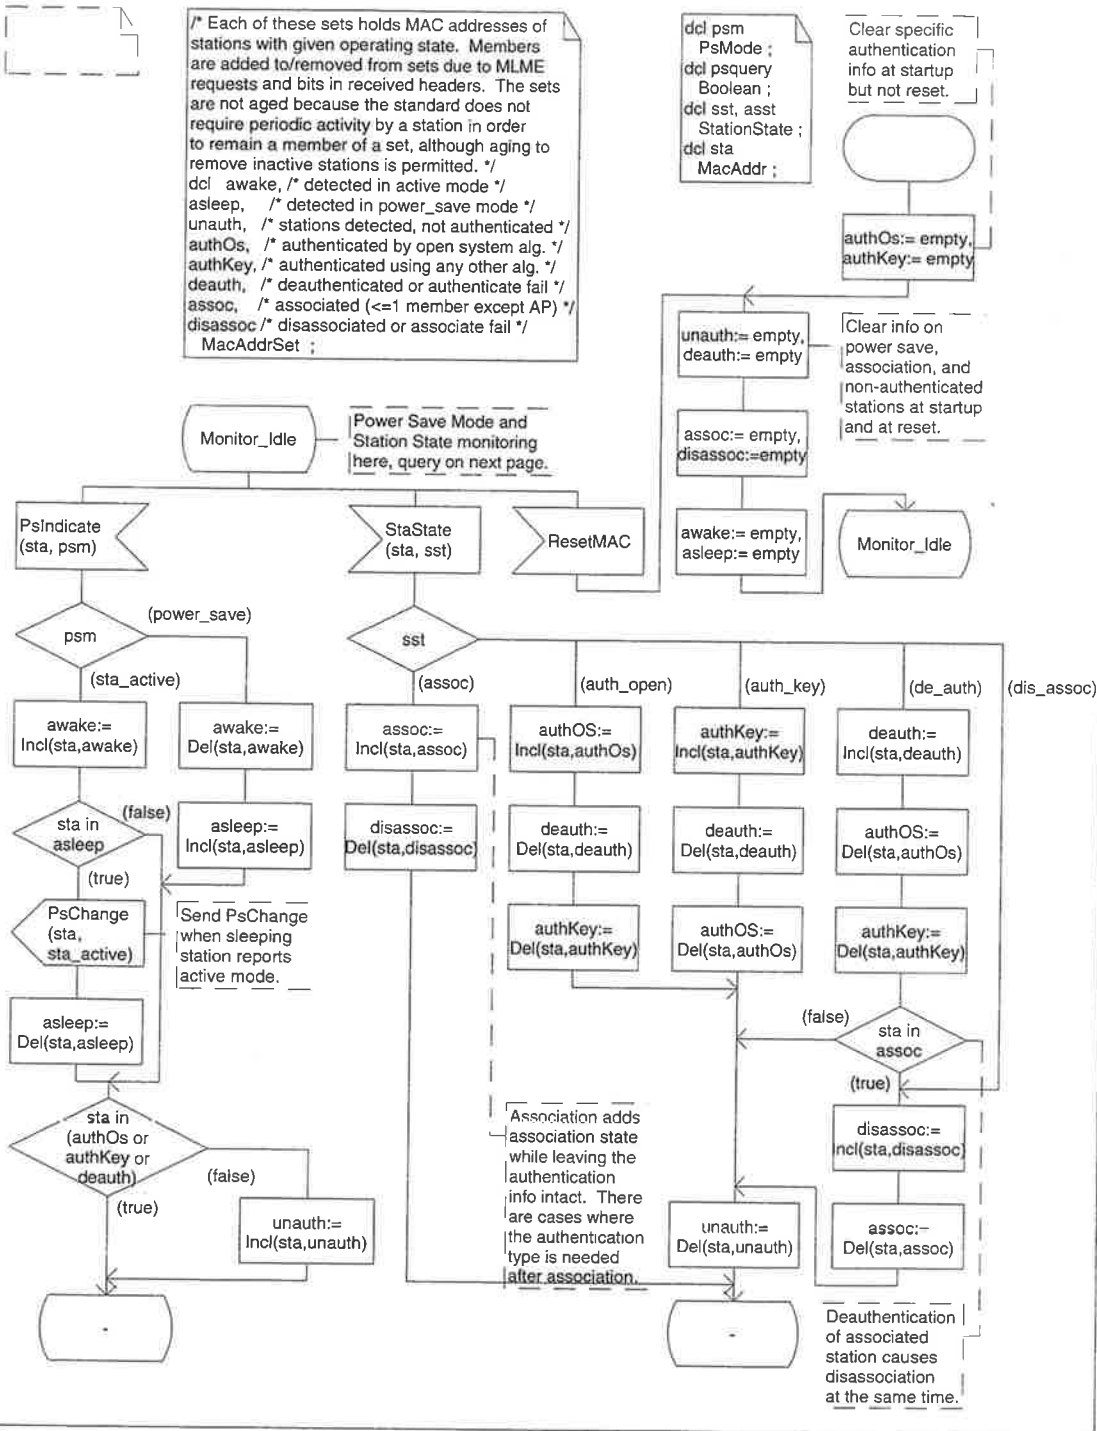 /* Each of these sets holds MAC addresses of
stations with given operating state. Members
are added to/removed from sets due to MLME
requests and bits in received headers. The sets
are not aged because the standard does not
require periodic activity by a station in order
to remain a member of a set, although aging to
remove inactive stations is permitted. */
dcl awake, /* detected in active mode */
asleep, /* detected in power_save mode */
unauth, /* stations detected, not authenticated */
authOs, /* authenticated by open system alg. */
authKey, /* authenticated using any other alg. */
deauth, /* deauthenticated or authenticate fail */
assoc, /* associated (<=1 member except AP) */
disassoc /* disassociated or associate fail */
MacAddrSet ;
dcl psm
PsMode ;
dcl psquery
Boolean ;
dcl sst, asst
StationState ;
dcl sta
MacAddr ;
Clear specific
authentication
info at startup
but not reset.
authOs:= empty,
authKey:= empty
unauth:= empty,
deauth:= empty
Clear info on
power save,
association, and
non-authenticated
stations at startup
and at reset.
assoc:= empty,
disassoc:=empty
awake:= empty,
asleep:= empty
Monitor_Idle
Monitor_Idle
Power Save Mode and
Station State monitoring
here, query on next page.
PsIndicate
(sta, psm)
StaState
(sta, sst)
ResetMAC
psm
(power_save)
(sta_active)
awake:=
Incl(sta,awake)
awake:=
Del(sta,awake)
sta in
asleep
(false)
(true)
asleep:=
Incl(sta,asleep)
PsChange
(sta,
sta_active)
Send PsChange
when sleeping
station reports
active mode.
asleep:=
Del(sta,asleep)
sta in
(authOs or
authKey or
deauth)
(false)
(true)
unauth:=
Incl(sta,unauth)
-
sst
(assoc)
(auth_open)
(auth_key)
(de_auth)
(dis_assoc)
assoc:=
Incl(sta,assoc)
disassoc:=
Del(sta,disassoc)
authOS:=
Incl(sta,authOs)
deauth:=
Del(sta,deauth)
authKey:=
Del(sta,authKey)
authKey:=
Incl(sta,authKey)
deauth:=
Del(sta,deauth)
authOS:=
Del(sta,authOs)
deauth:=
Incl(sta,deauth)
authOS:=
Del(sta,authOs)
authKey:=
Del(sta,authKey)
sta in
assoc
(false)
(true)
disassoc:=
Incl(sta,disassoc)
assoc:=
Del(sta,assoc)
Association adds
association state
while leaving the
authentication
info intact. There
are cases where
the authentication
type is needed
after association.
unauth:=
Del(sta,unauth)
-
Deauthentication
of associated
station causes
disassociation
at the same time.